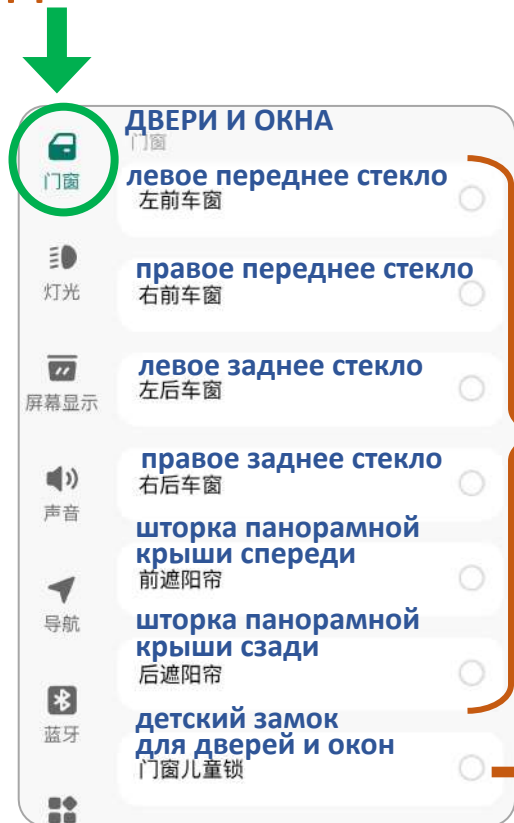 ДВЕРИ И ОКНА
门窗
门窗
левое переднее стекло
左前车窗
灯光
правое переднее стекло
右前车窗
屏幕显示
левое заднее стекло
左后车窗
声音
правое заднее стекло
右后车窗
шторка панорамной
крыши спереди
前遮阳帘
导航
шторка панорамной
крыши сзади
后遮阳帘
蓝牙
детский замок
для дверей и окон
门窗儿童锁